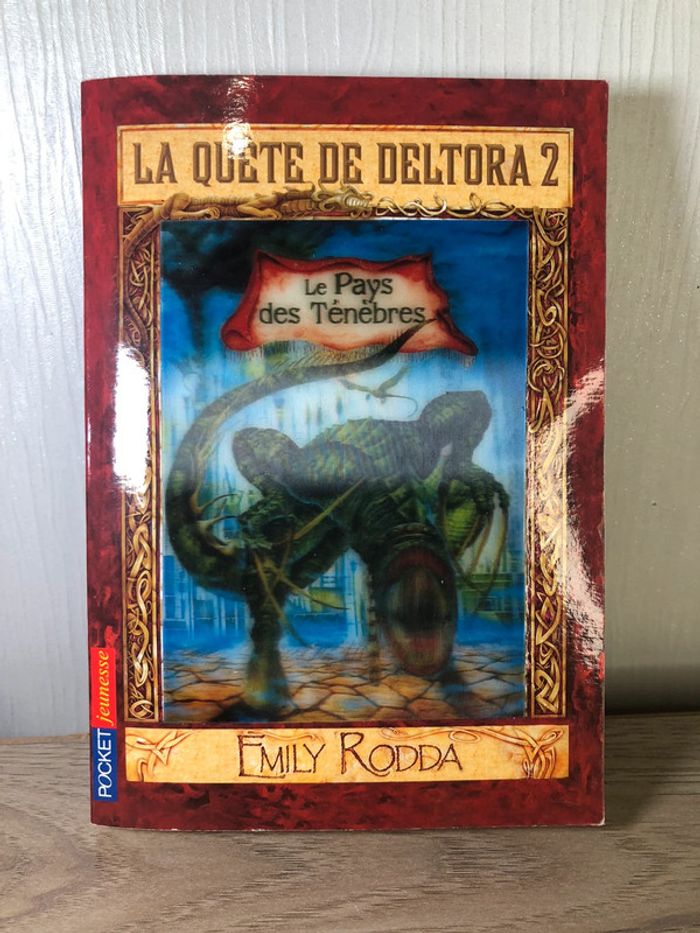 LA QUÊTE DE DELTORA 2
Le Pays
des Ténèbres
EMILY RODDA
POCKET jeunesse